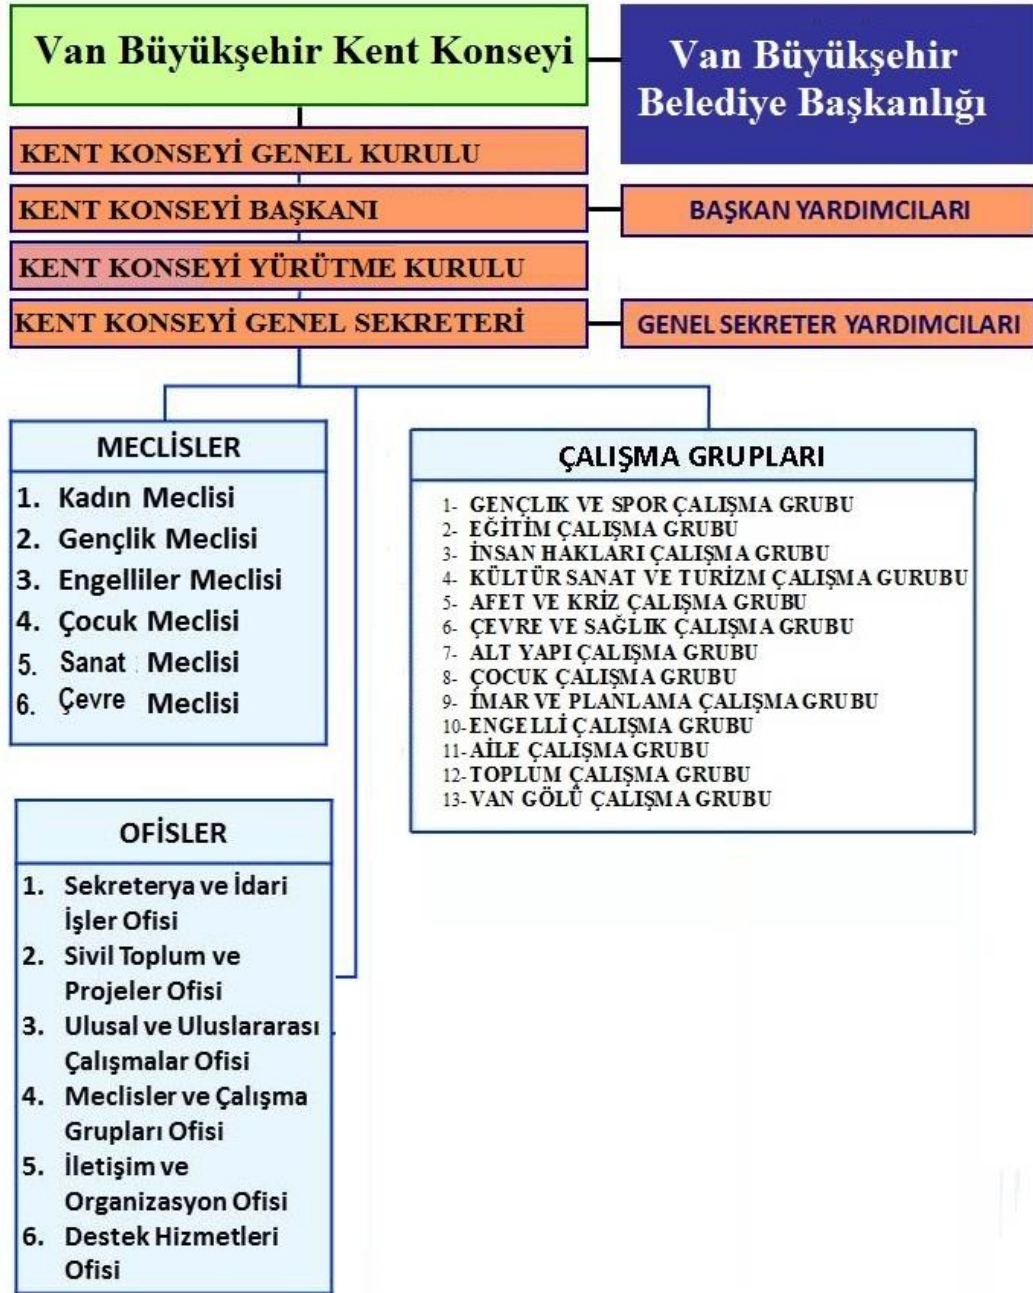 Van Büyükşehir Kent Konseyi
Van Büyükşehir
Belediye Başkanlığı
KENT KONSEYİ GENEL KURULU
KENT KONSEYİ BAŞKANI
BAŞKAN YARDIMCILARI
KENT KONSEYİ YÜRÜTME KURULU
KENT KONSEYİ GENEL SEKRETERİ
GENEL SEKRETER YARDIMCILARI
MECLİSLER
1. Kadın Meclisi
2. Gençlik Meclisi
3. Engelliler Meclisi
4. Çocuk Meclisi
5. Sanat Meclisi
6. Çevre Meclisi
ÇALIŞMA GRUPLARI
1- GENÇLIK VE SPOR ÇALIŞMA GRUBU
2- EĞİTİM ÇALIŞMA GRUBU
3- İNSAN HAKLARI ÇALIŞMA GRUBU
4- KÜLTÜR SANAT VE TURİZM ÇALIŞMA GURUBU
5- AFET VE KRİZ ÇALIŞMA GRUBU
6- ÇEVRE VE SAĞLIK ÇALIŞMA GRUBU
7- ALT YAPI ÇALIŞMA GRUBU
8- ÇOCUK ÇALIŞMA GRUBU
9- İMAR VE PLANLAMA ÇALIŞMA GRUBU
10- ENGELLİ ÇALIŞMA GRUBU
11- AİLE ÇALIŞMA GRUBU
12- TOPLUM ÇALIŞMA GRUBU
13- VAN GÖLÜ ÇALIŞMA GRUBU
OFİSLER
1. Sekreterya ve İdari
İşler Ofisi
2. Sivil Toplum ve
Projeler Ofisi
3. Ulusal ve Uluslararası
Çalışmalar Ofisi
4. Meclisler ve Çalışma
Grupları Ofisi
5. İletişim ve
Organizasyon Ofisi
6. Destek Hizmetleri
Ofisi